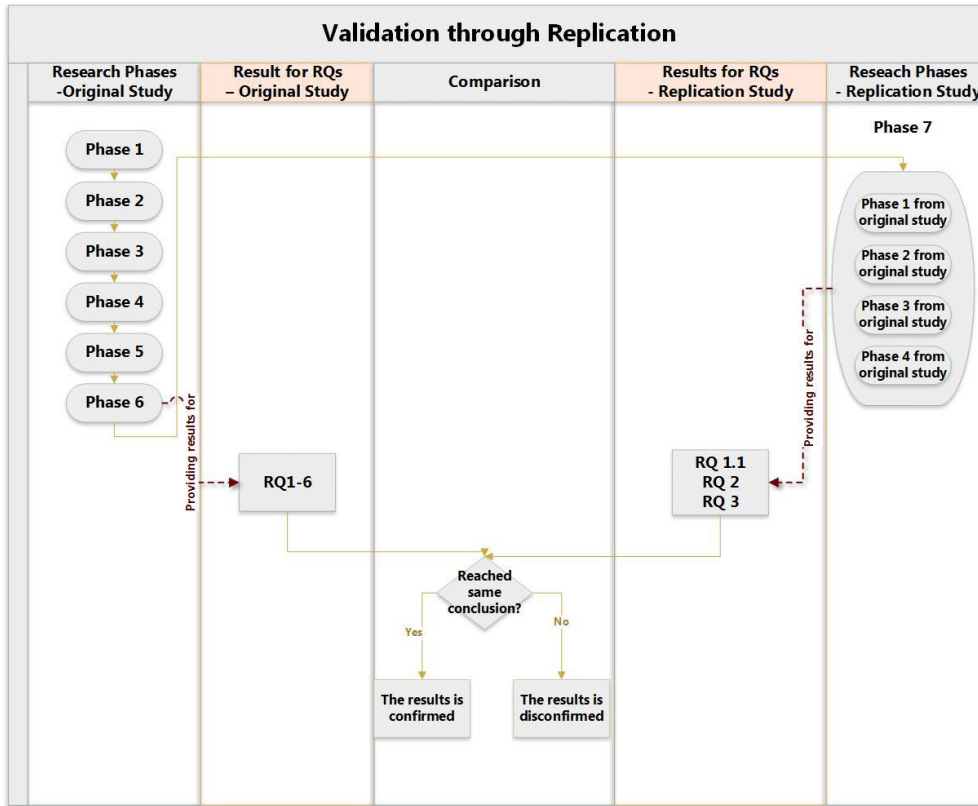 Validation through Replication
Research Phases
-Original Study
Result for RQs
– Original Study
Comparison
Results for RQs
- Replication Study
Reseach Phases
- Replication Study
Phase 1
Phase 2
Phase 3
Phase 4
Phase 5
Phase 6
Providing results for
RQ1-6
Phase 7
Phase 1 from
original study
Phase 2 from
original study
Phase 3 from
original study
Phase 4 from
original study
Providing results for
RQ 1.1
RQ 2
RQ 3
Reached
same
conclusion?
Yes
No
The results is
confirmed
The results is
disconfirmed